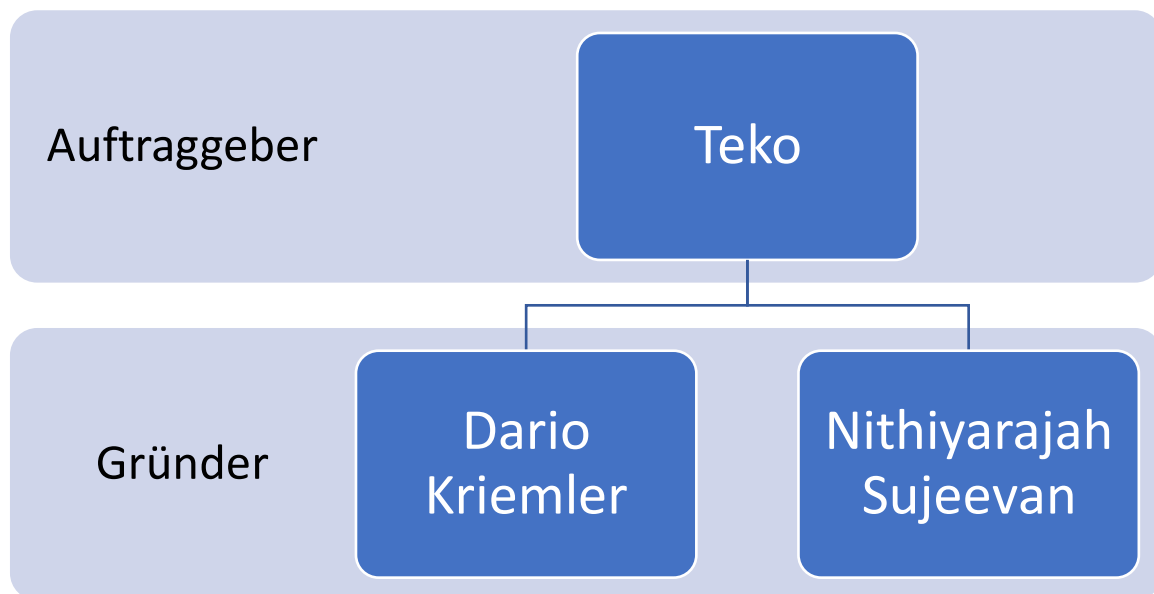 Auftraggeber
Teko
Gründer
Dario
Kriemler
Nithiyarajah
Sujeevan